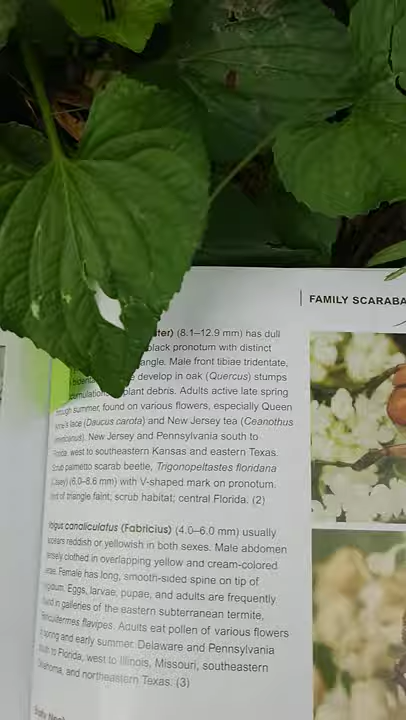 FAMILY SCARABA
(8.1–12.9 mm) has dull
black pronotum with distinct
angle. Male front tibiae tridentate,
develop in oak (Quercus) stumps
plant debris. Adults active late spring
through summer, found on various flowers, especially Queen
lace (Daucus carota) and New Jersey tea (Ceanothus
New Jersey and Pennsylvania south to
west to southeastern Kansas and eastern Texas.
Scrub palmetto scarab beetle, Trigonopeltastes floridana
(6.0–8.6 mm) with V-shaped mark on pronotum.
of triangle faint; scrub habitat; central Florida. (2)
canaliculatus (Fabricius) (4.0–6.0 mm) usually
reddish or yellowish in both sexes. Male abdomen
clothed in overlapping yellow and cream-colored
Female has long, smooth-sided spine on tip of
Eggs, larvae, pupae, and adults are frequently
in galleries of the eastern subterranean termite,
flavipes. Adults eat pollen of various flowers
spring and early summer. Delaware and Pennsylvania
to Florida, west to Illinois, Missouri, southeastern
and northeastern Texas. (3)